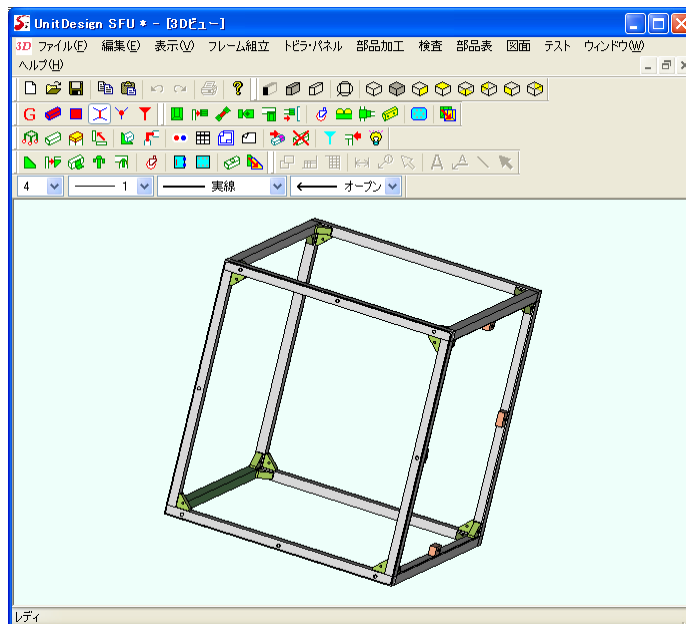 UnitDesign SFU * - [3Dビュー]
3D ファイル(F) 編集(E) 表示(V) フレーム組立 トビラ・パネル 部品加工 検査 部品表 図面 テスト ウィンドウ(W)
ヘルプ(H)
4 1 実線 オープン
レディ